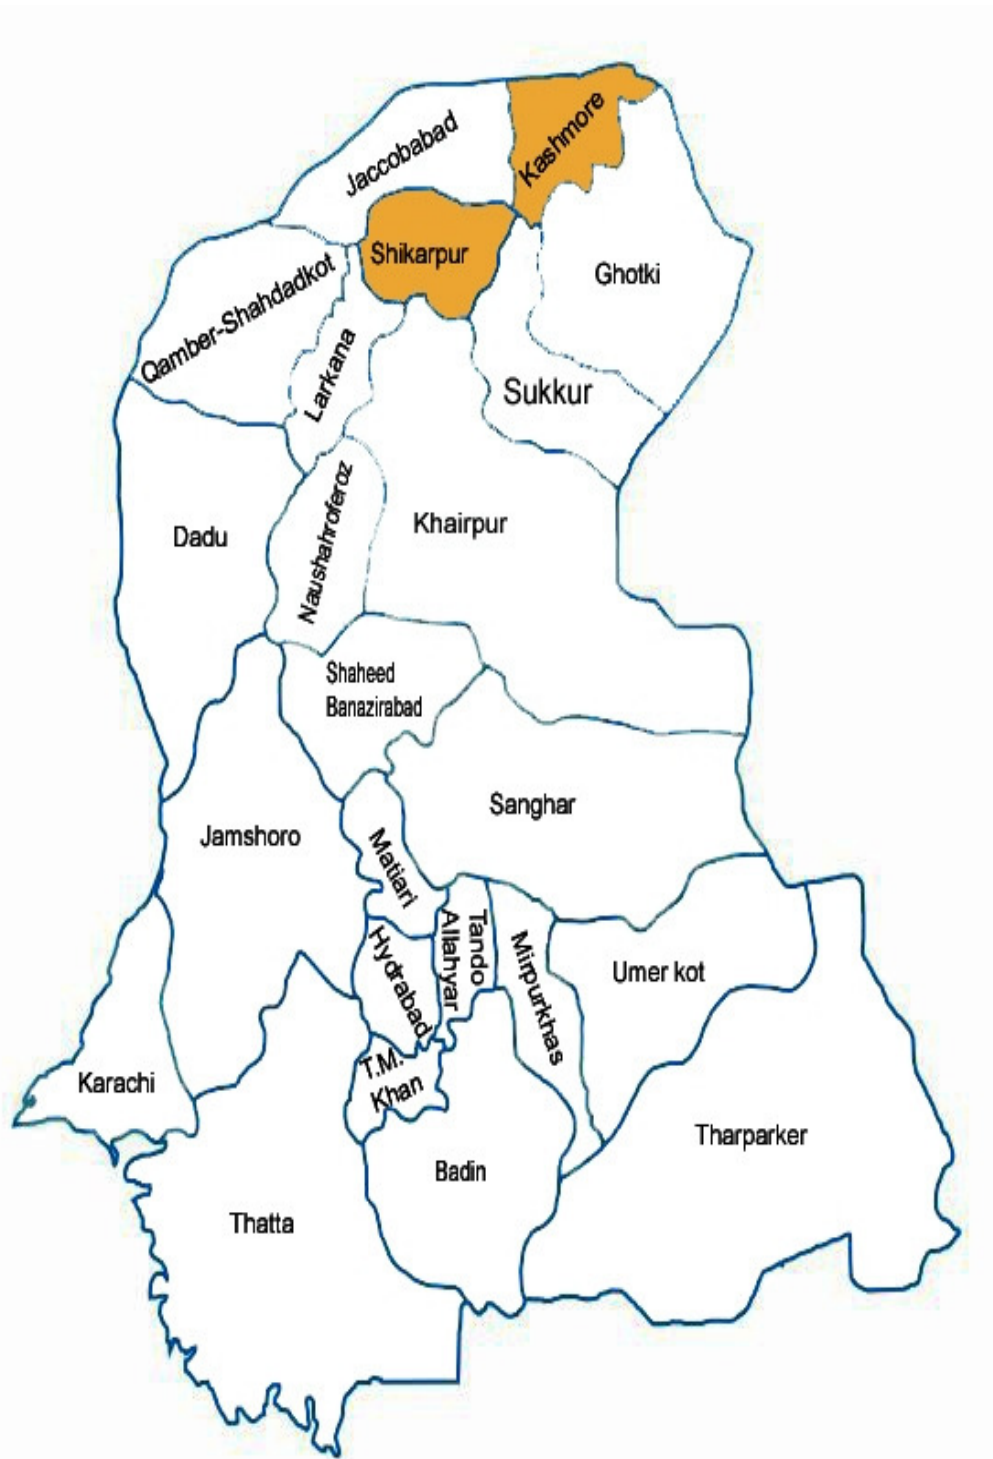 Kashmore
Jaccobabad
Shikarpur
Ghotki
Qamber-Shahdadkot
Larkana
Sukkur
Khairpur
Dadu
Naushahroferoz
Shaheed
Banazirabad
Sanghar
Jamshoro
Matiari
Tando
Allahyar
Hydrabad
Mirpurkhas
Umer kot
T.M.
Khan
Karachi
Tharparker
Badin
Thatta